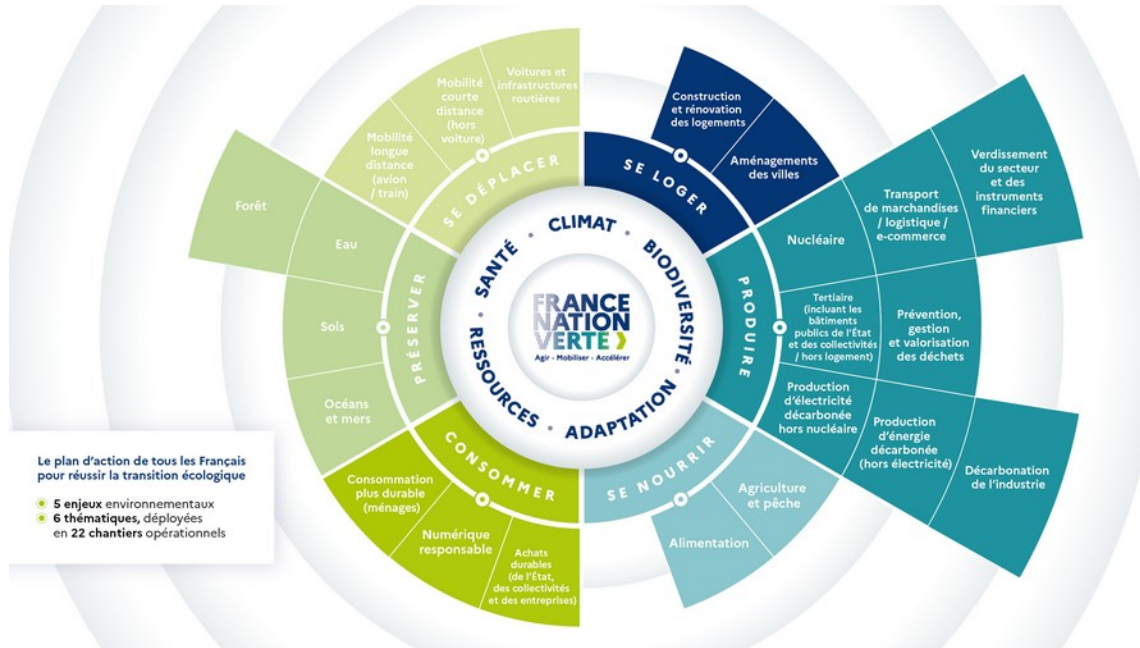 Voitures et
infrastructures
routières
Mobilité
courte
distance
(hors
voiture)
Mobilité
longue
distance
(avion
/ train)
SE DÉPLACER
Construction
et rénovation
des logements
Aménagements
des villes
SE LOGER
Verdissement
du secteur
et des
instruments
financiers
Transport
de marchandises
/ logistique /
e-commerce
Nucléaire
Tertiaire
(incluant les
bâtiments
publics de l'État
et des collectivités
/ hors logement)
Prévention,
gestion
et valorisation
des déchets
Production
d'électricité
décarbonée
hors nucléaire
Production
d'énergie
décarbonée
(hors électricité)
Décarbonation
de l'industrie
PRODUIRE
Agriculture
et pêche
Alimentation
SE NOURRIR
Achats
durables
(de l'État,
des collectivités
et des entreprises)
Numérique
responsable
Consommation
plus durable
(ménages)
CONSOMMER
Océans
et mers
Sols
Eau
Forêt
PRÉSERVER
SANTÉ • CLIMAT • BIODIVERSITÉ • ADAPTATION • RESSOURCES
FRANCE
NATION
VERTE >
Agir - Mobiliser - Accélérer
Le plan d'action de tous les Français
pour réussir la transition écologique
5 enjeux environnementaux
6 thématiques, déployées
en 22 chantiers opérationnels